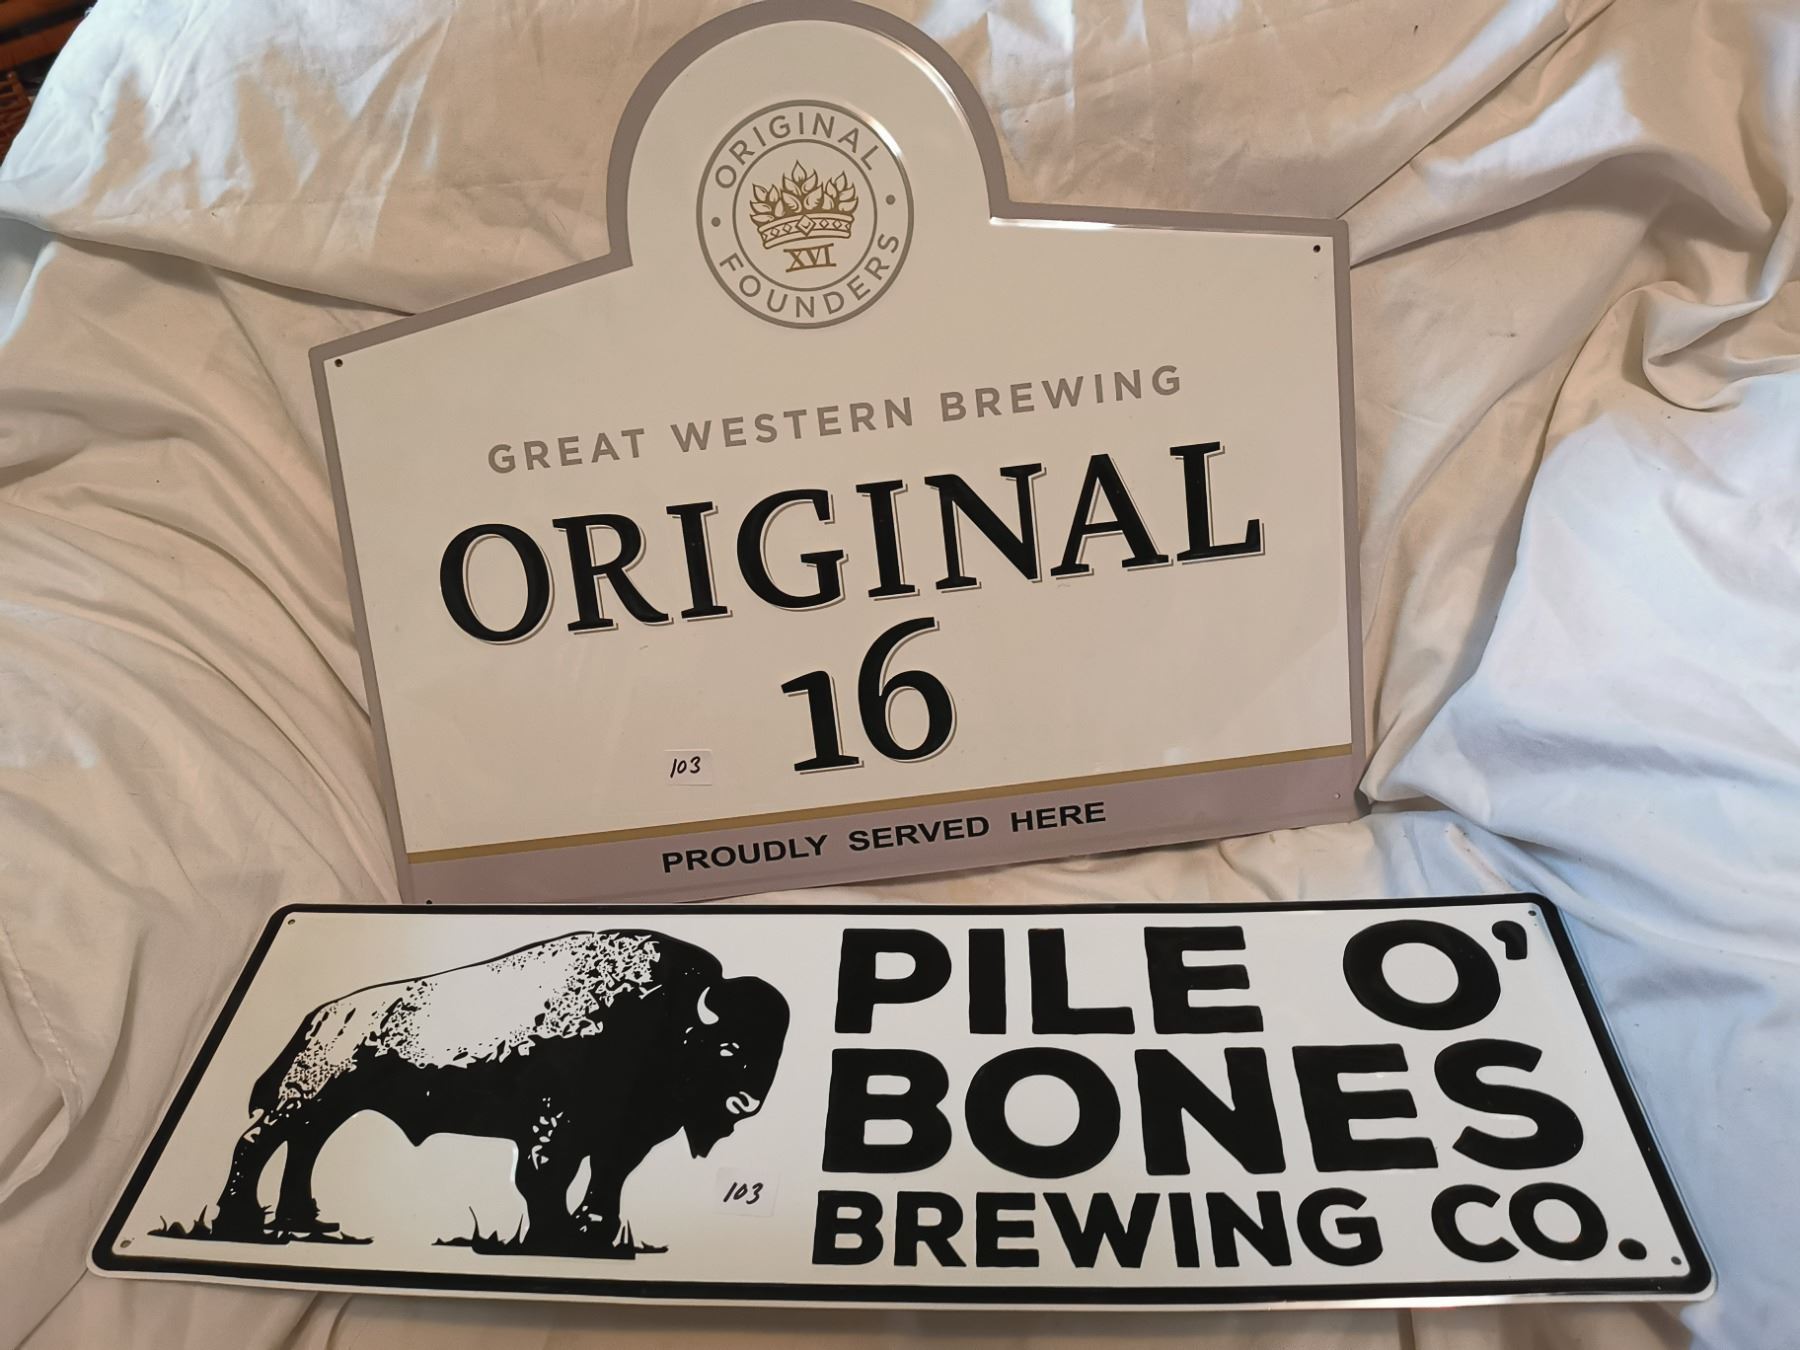 ORIGINAL
XVI
FOUNDERS
GREAT WESTERN BREWING
ORIGINAL
16
103
PROUDLY SERVED HERE
PILE O'
BONES
BREWING CO.
103